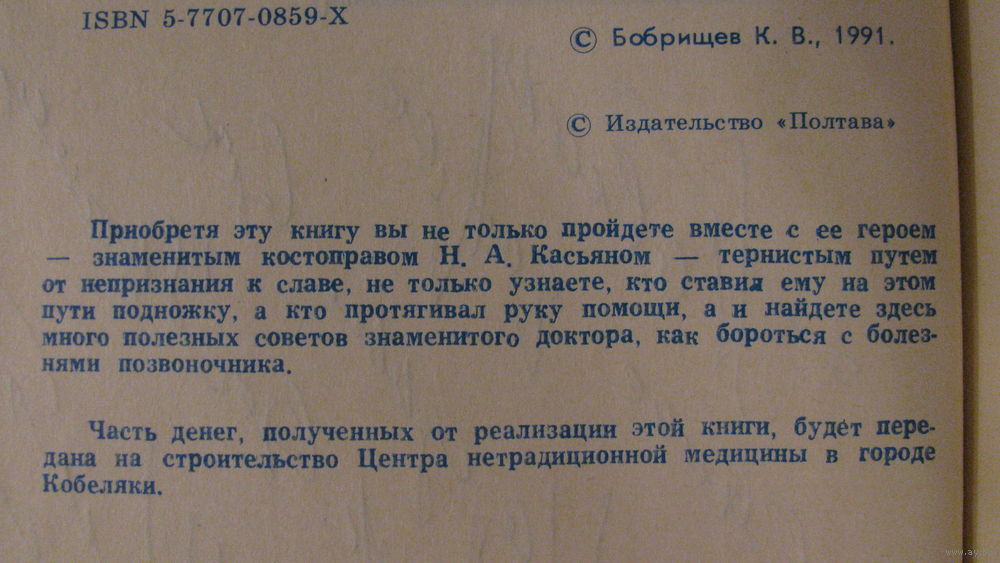 ISBN 5-7707-0859-X
© Бобрищев К. В., 1991.
© Издательство «Полтава»
Приобретя эту книгу вы не только пройдете вместе с ее героем
— знаменитым костоправом Н. А. Касьяном — тернистым путем
от непризнания к славе, не только узнаете, кто ставил ему на этом
пути подножку, а кто протягивал руку помощи, а и найдете здесь
много полезных советов знаменитого доктора, как бороться с болез-
нями позвоночника.
Часть денег, полученных от реализации этой книги, будет пере-
дана на строительство Центра нетрадиционной медицины в городе
Кобеляки.